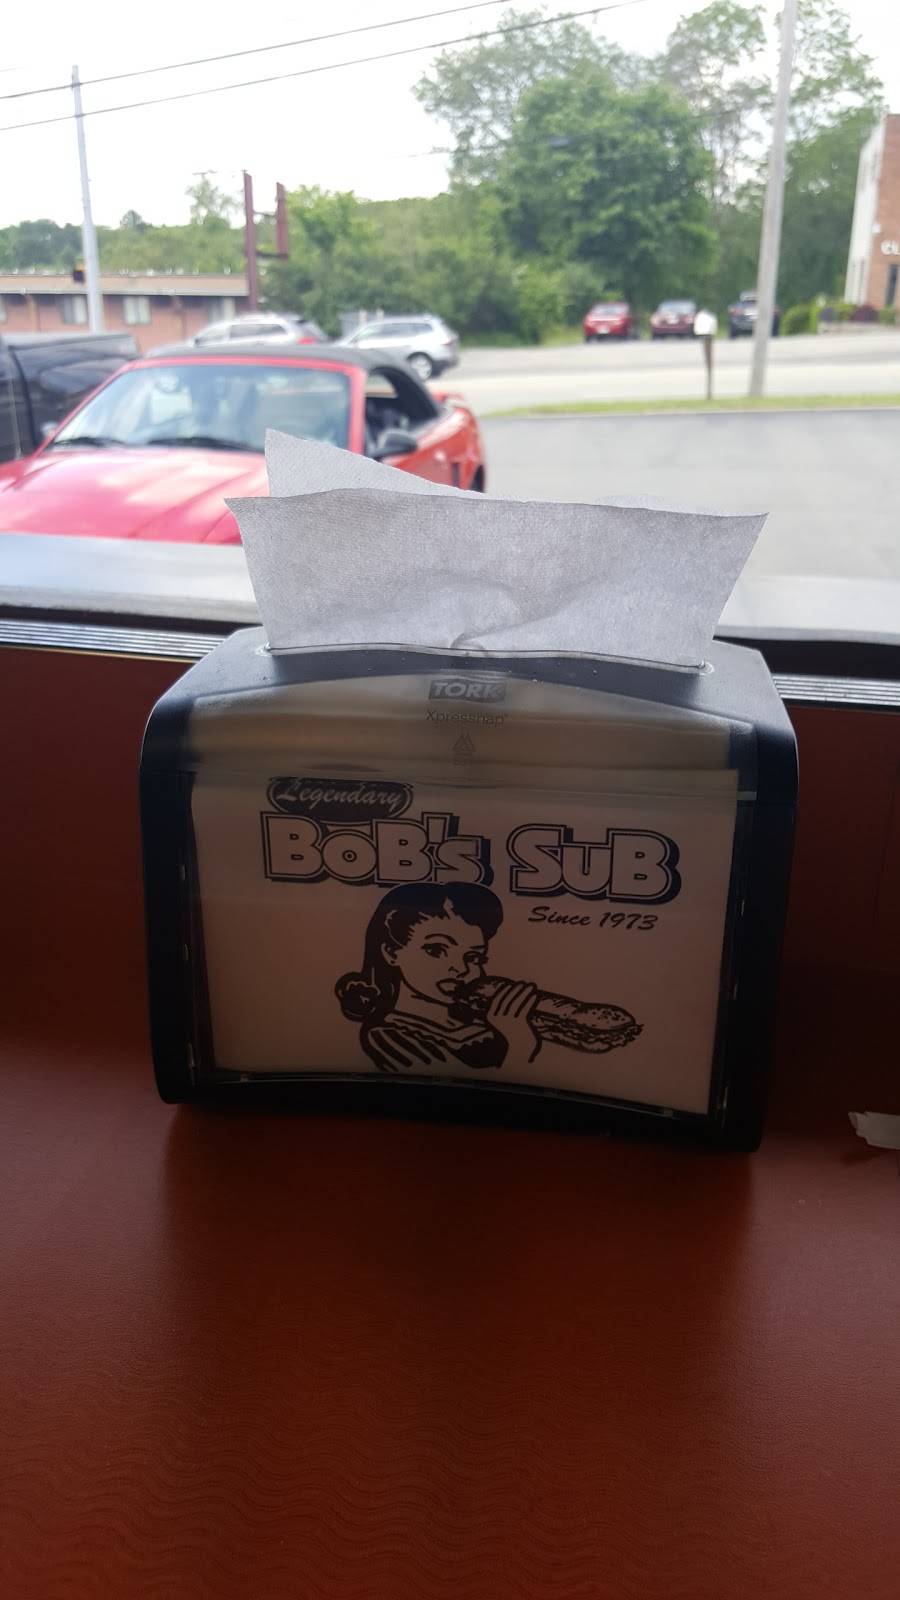 TORK
Xpressnap®
Legendary
BoB's SuB
Since 1973